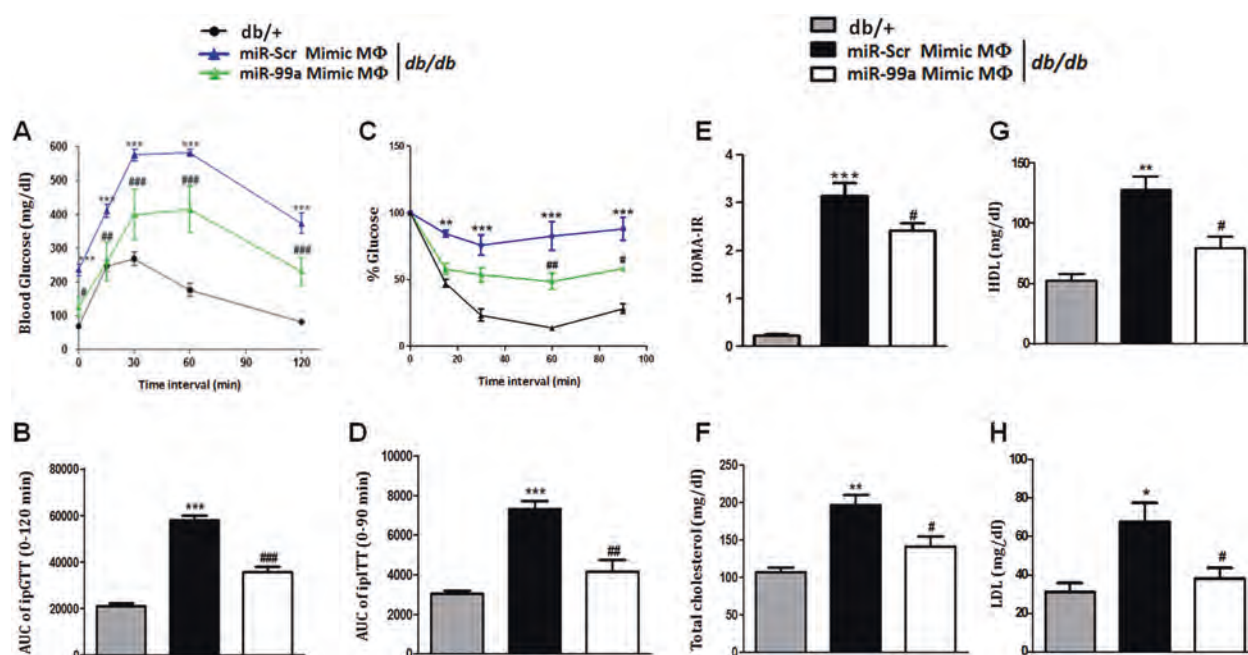 db/+
miR-Scr Mimic MΦ
miR-99a Mimic MΦ
db/db
db/+
miR-Scr Mimic MΦ
miR-99a Mimic MΦ
db/db
A
Blood Glucose (mg/dl)
600
500
400
300
200
100
0
0 30 60 90 120
Time interval (min)
*** *** *** *** ***
# ## ### ### ###
C
% Glucose
150
100
50
0
0 20 40 60 80 100
Time interval (min)
** *** *** ***
## #
E
HOMA-IR
4
3
2
1
0
***
#
G
HDL (mg/dl)
150
100
50
0
**
#
B
AUC of ipGTT (0-120 min)
80000
60000
40000
20000
0
***
###
D
AUC of ipITT (0-90 min)
10000
8000
6000
4000
2000
0
***
##
F
Total cholesterol (mg/dl)
250
200
150
100
50
0
**
#
H
LDL (mg/dl)
80
60
40
20
0
*
#